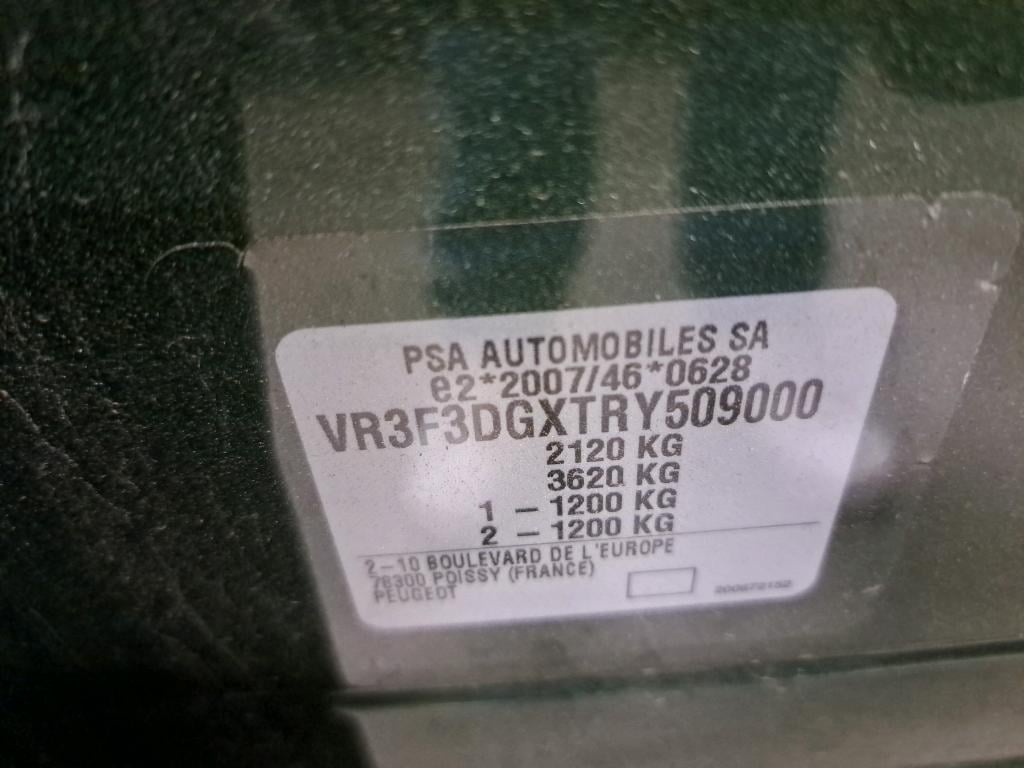 PSA AUTOMOBILES SA
e2*2007/46*0628
VR3F3DGXTRY509000
2120 KG
3620 KG
1 – 1200 KG
2 – 1200 KG
2–10 BOULEVARD DE L'EUROPE
78300 POISSY (FRANCE)
PEUGEOT